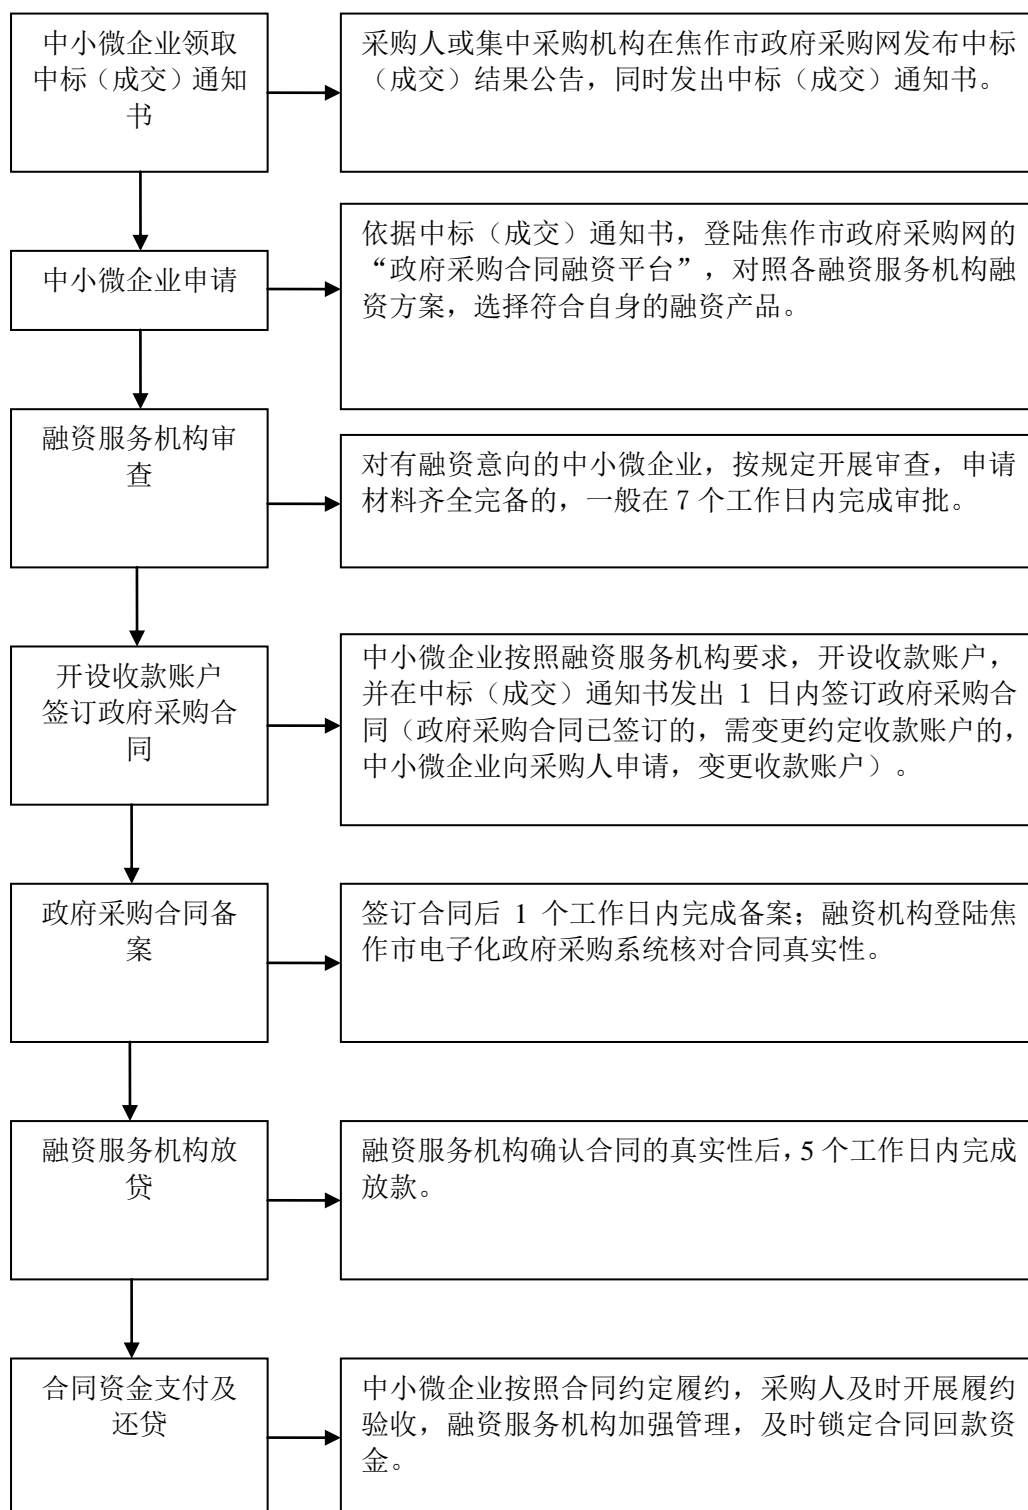 中小微企业领取
中标（成交）通知
书
采购人或集中采购机构在焦作市政府采购网发布中标
（成交）结果公告，同时发出中标（成交）通知书。
中小微企业申请
依据中标（成交）通知书，登陆焦作市政府采购网的
“政府采购合同融资平台”，对照各融资服务机构融
资方案，选择符合自身的融资产品。
融资服务机构审
查
对有融资意向的中小微企业，按规定开展审查，申请
材料齐全完备的，一般在 7 个工作日内完成审批。
开设收款账户
签订政府采购合
同
中小微企业按照融资服务机构要求，开设收款账户，
并在中标（成交）通知书发出 1 日内签订政府采购合
同（政府采购合同已签订的，需变更约定收款账户的，
中小微企业向采购人申请，变更收款账户）。
政府采购合同备
案
签订合同后 1 个工作日内完成备案；融资机构登陆焦
作市电子化政府采购系统核对合同真实性。
融资服务机构放
贷
融资服务机构确认合同的真实性后，5 个工作日内完成
放款。
合同资金支付及
还贷
中小微企业按照合同约定履约，采购人及时开展履约
验收，融资服务机构加强管理，及时锁定合同回款资
金。